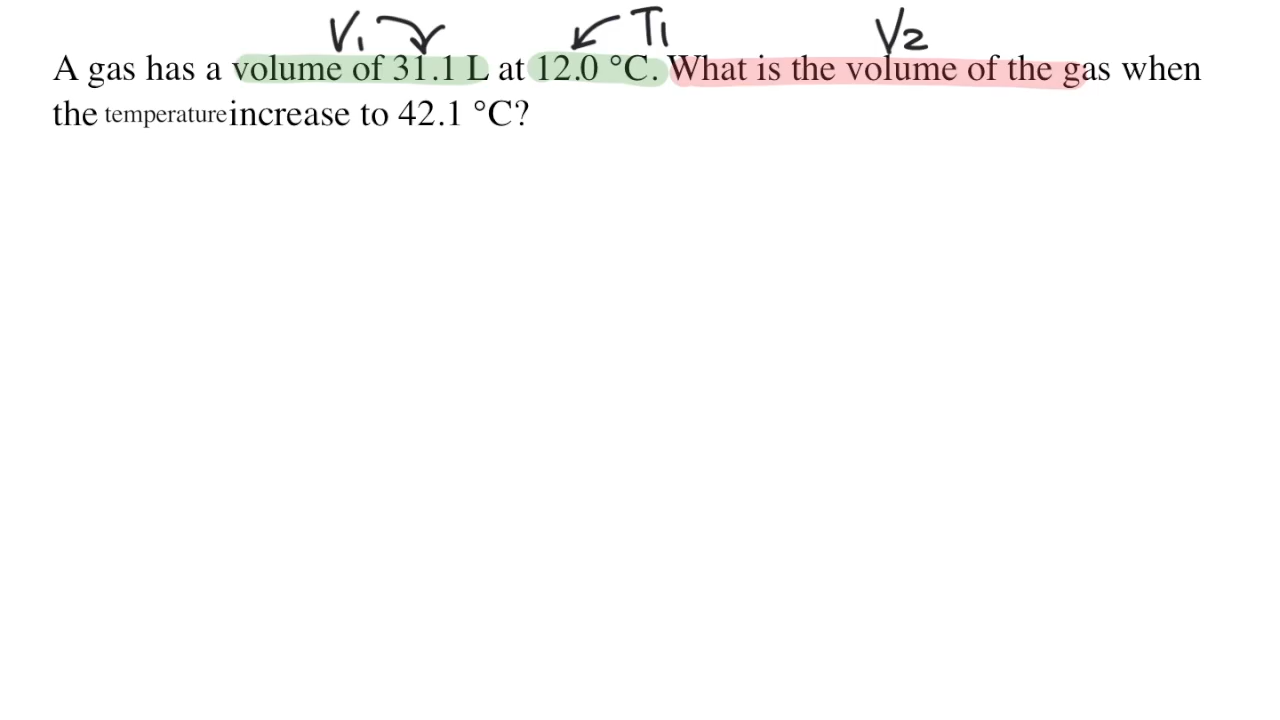 V₁ T₁ V₂
A gas has a volume of 31.1 L at 12.0 °C. What is the volume of the gas when
the temperature increase to 42.1 °C?